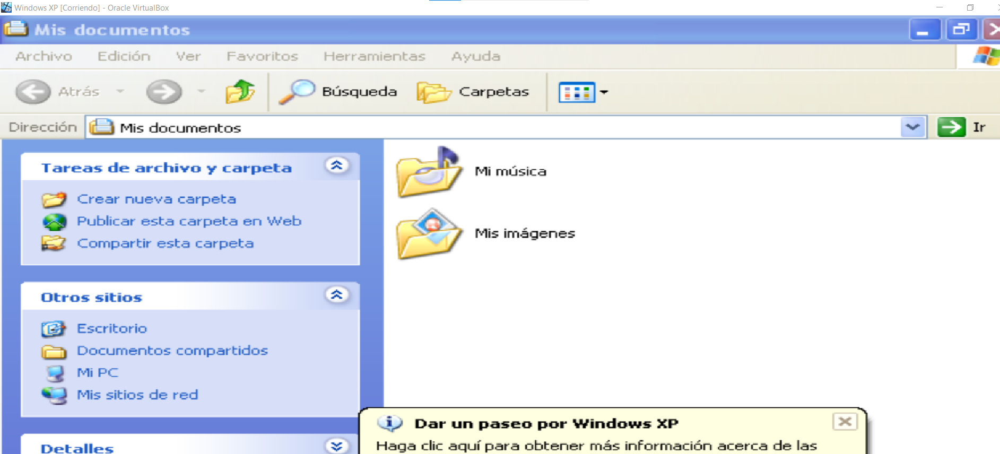 Windows XP [Corriendo] - Oracle VirtualBox
Mis documentos
Archivo Edición Ver Favoritos Herramientas Ayuda
Atrás Búsqueda Carpetas
Dirección Mis documentos Ir
Tareas de archivo y carpeta
Crear nueva carpeta
Publicar esta carpeta en Web
Compartir esta carpeta
Otros sitios
Escritorio
Documentos compartidos
Mi PC
Mis sitios de red
Detalles
Mi música
Mis imágenes
Dar un paseo por Windows XP
Haga clic aquí para obtener más información acerca de las